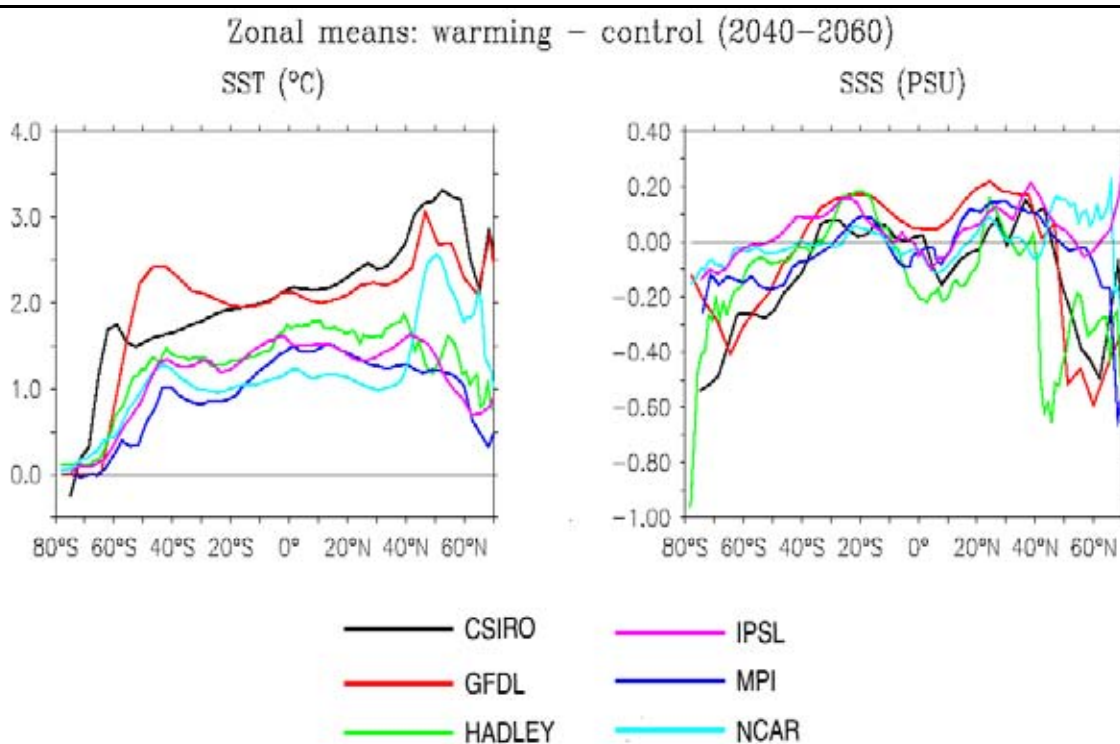 Zonal means: warming – control (2040–2060)
SST (°C)
SSS (PSU)
4.0
3.0
2.0
1.0
0.0
80°S 60°S 40°S 20°S 0° 20°N 40°N 60°N
0.40
0.20
0.00
−0.20
−0.40
−0.60
−0.80
−1.00
80°S 60°S 40°S 20°S 0° 20°N 40°N 60°N
CSIRO
GFDL
HADLEY
IPSL
MPI
NCAR